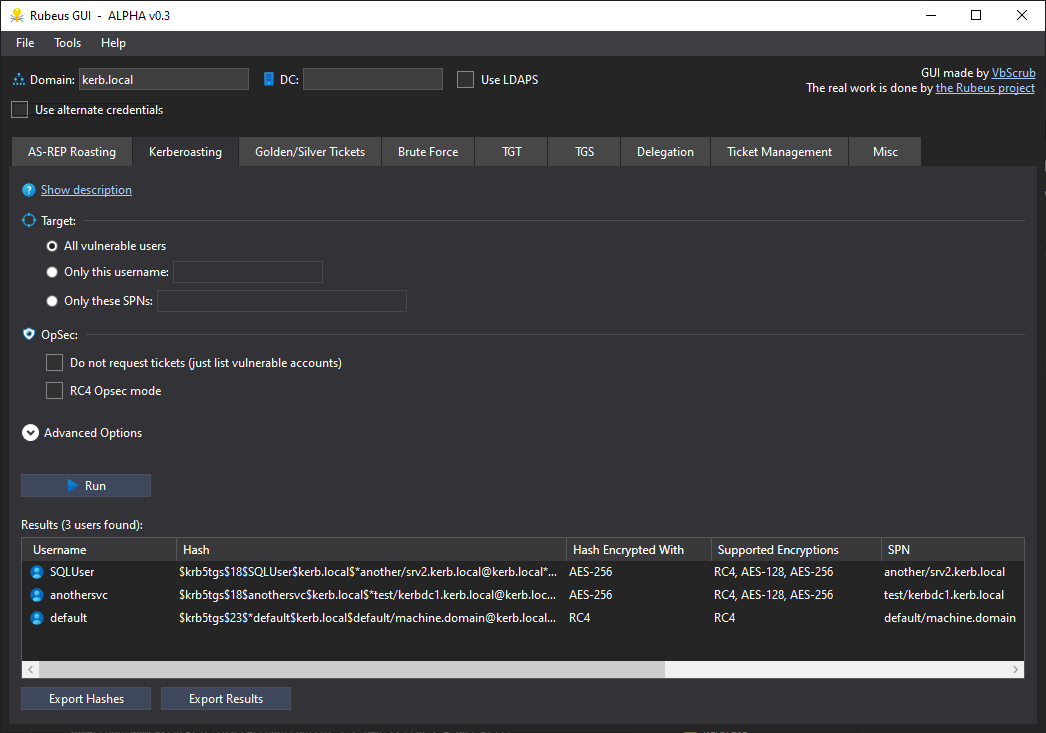 Rubeus GUI - ALPHA v0.3
File Tools Help
Domain: kerb.local DC: Use LDAPS
GUI made by VbScrub
The real work is done by the Rubeus project
Use alternate credentials
AS-REP Roasting Kerberoasting Golden/Silver Tickets Brute Force TGT TGS Delegation Ticket Management Misc
? Show description
Target:
All vulnerable users
Only this username:
Only these SPNs:
OpSec:
Do not request tickets (just list vulnerable accounts)
RC4 Opsec mode
Advanced Options
Run
Results (3 users found):
Username Hash Hash Encrypted With Supported Encryptions SPN
SQLUser $krb5tgs$18$SQLUser$kerb.local$*another/srv2.kerb.local@kerb.local*... AES-256 RC4, AES-128, AES-256 another/srv2.kerb.local
anothersvc $krb5tgs$18$anothersvc$kerb.local$*test/kerbdc1.kerb.local@kerb.loc... AES-256 RC4, AES-128, AES-256 test/kerbdc1.kerb.local
default $krb5tgs$23$*default$kerb.local$default/machine.domain@kerb.local... RC4 RC4 default/machine.domain
Export Hashes Export Results